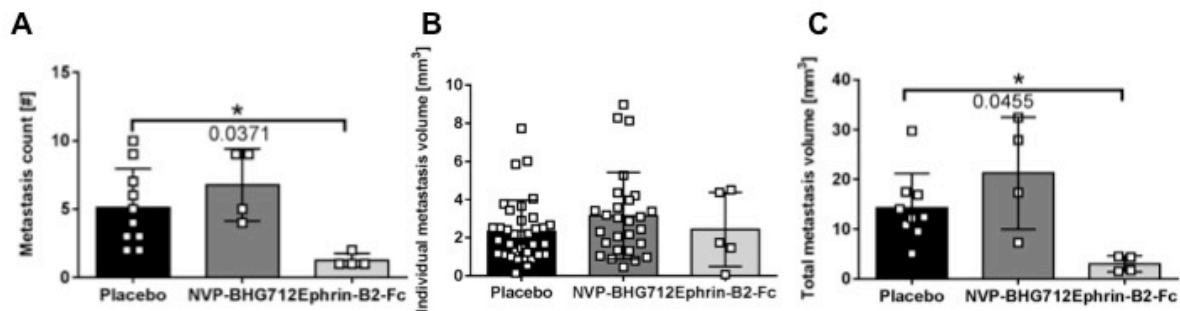 A
Metastasis count [#]
15
10
5
0
*
0.0371
Placebo
NVP-BHG712
Ephrin-B2-Fc
B
Individual metastasis volume [mm³]
10
8
6
4
2
0
Placebo
NVP-BHG712
Ephrin-B2-Fc
C
Total metastasis volume [mm³]
40
30
20
10
0
*
0.0455
Placebo
NVP-BHG712
Ephrin-B2-Fc